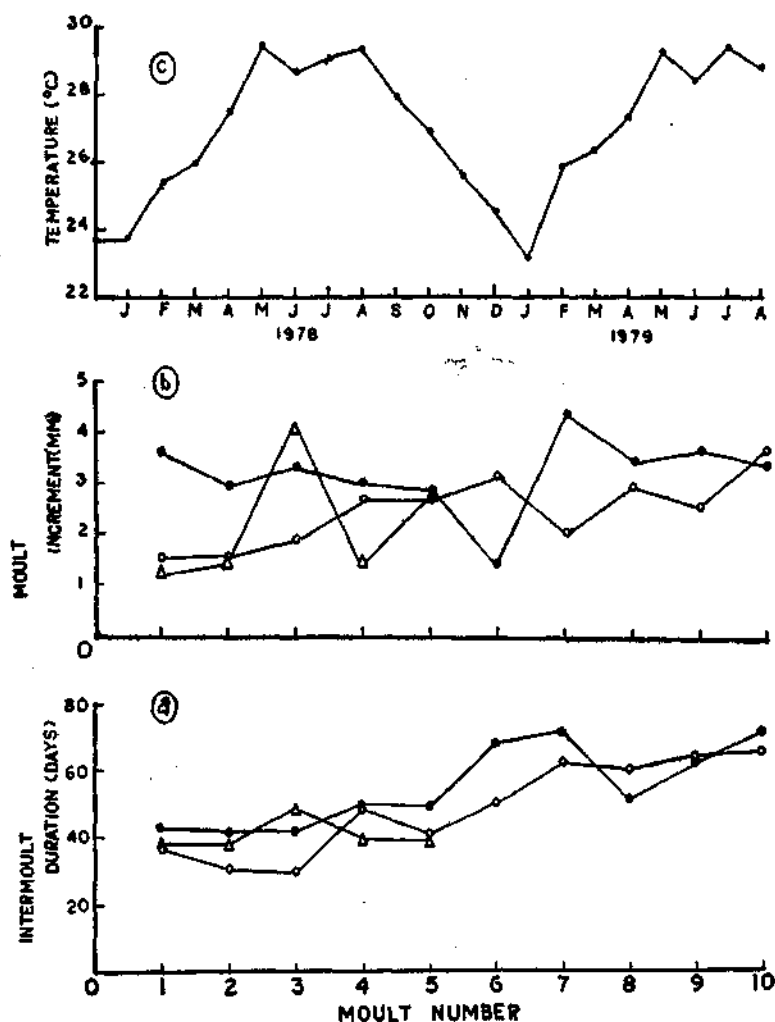 30
28
26
24
22
TEMPERATURE (°C)
c
J F M A M J J A S O N D J F M A M J J A
1978 1979
b
5
4
3
2
1
0
MOULT
INCREMENT(MM)
a
80
60
40
20
INTERMOULT
DURATION (DAYS)
0 1 2 3 4 5 6 7 8 9 10
MOULT NUMBER